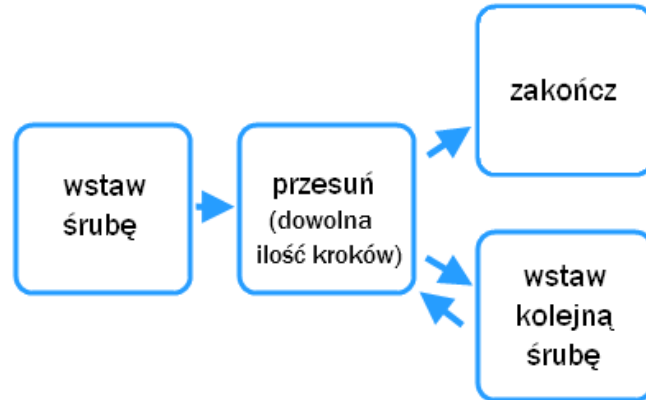 wstaw
śrubę
przesuń
(dowolna
ilość kroków)
zakończ
wstaw
kolejną
śrubę